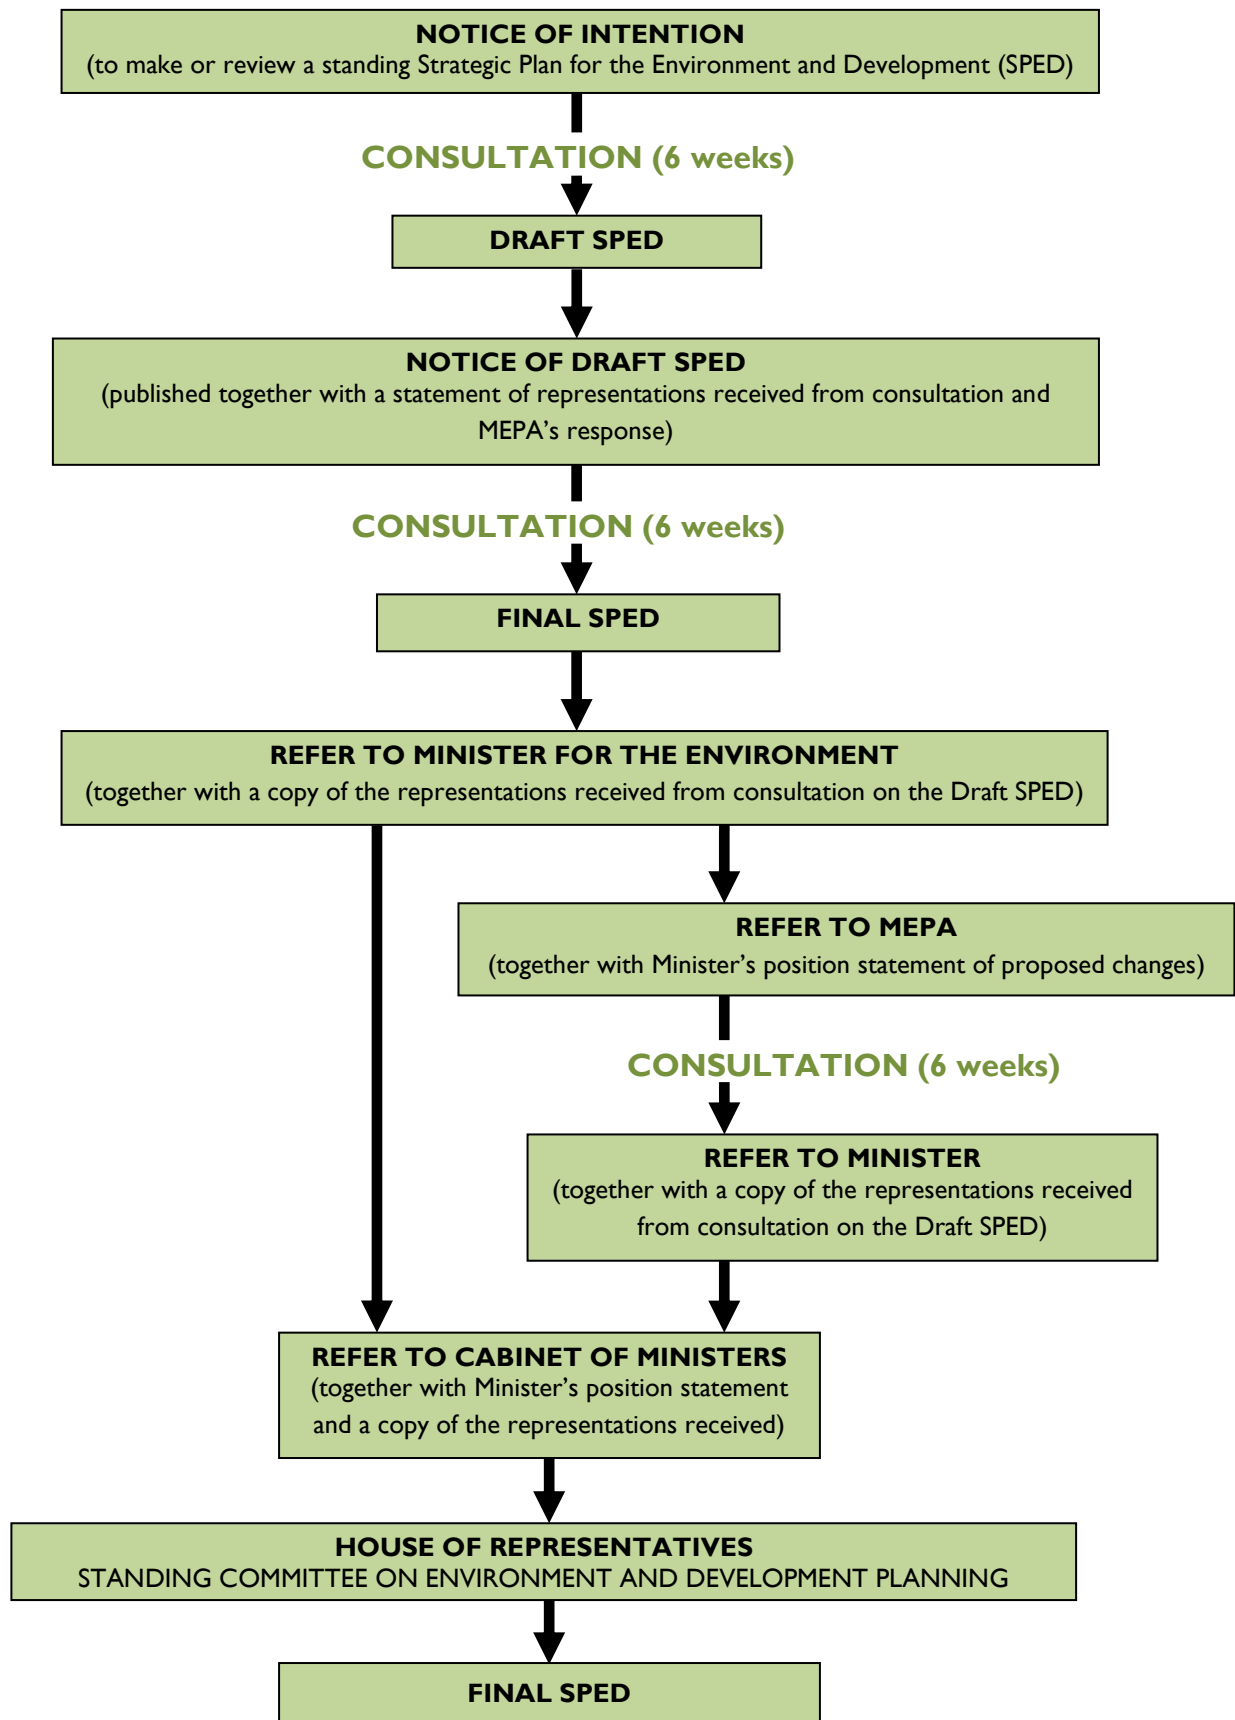 NOTICE OF INTENTION
(to make or review a standing Strategic Plan for the Environment and Development (SPED)
CONSULTATION (6 weeks)
DRAFT SPED
NOTICE OF DRAFT SPED
(published together with a statement of representations received from consultation and
MEPA’s response)
CONSULTATION (6 weeks)
FINAL SPED
REFER TO MINISTER FOR THE ENVIRONMENT
(together with a copy of the representations received from consultation on the Draft SPED)
REFER TO MEPA
(together with Minister’s position statement of proposed changes)
CONSULTATION (6 weeks)
REFER TO MINISTER
(together with a copy of the representations received
from consultation on the Draft SPED)
REFER TO CABINET OF MINISTERS
(together with Minister’s position statement
and a copy of the representations received)
HOUSE OF REPRESENTATIVES
STANDING COMMITTEE ON ENVIRONMENT AND DEVELOPMENT PLANNING
FINAL SPED